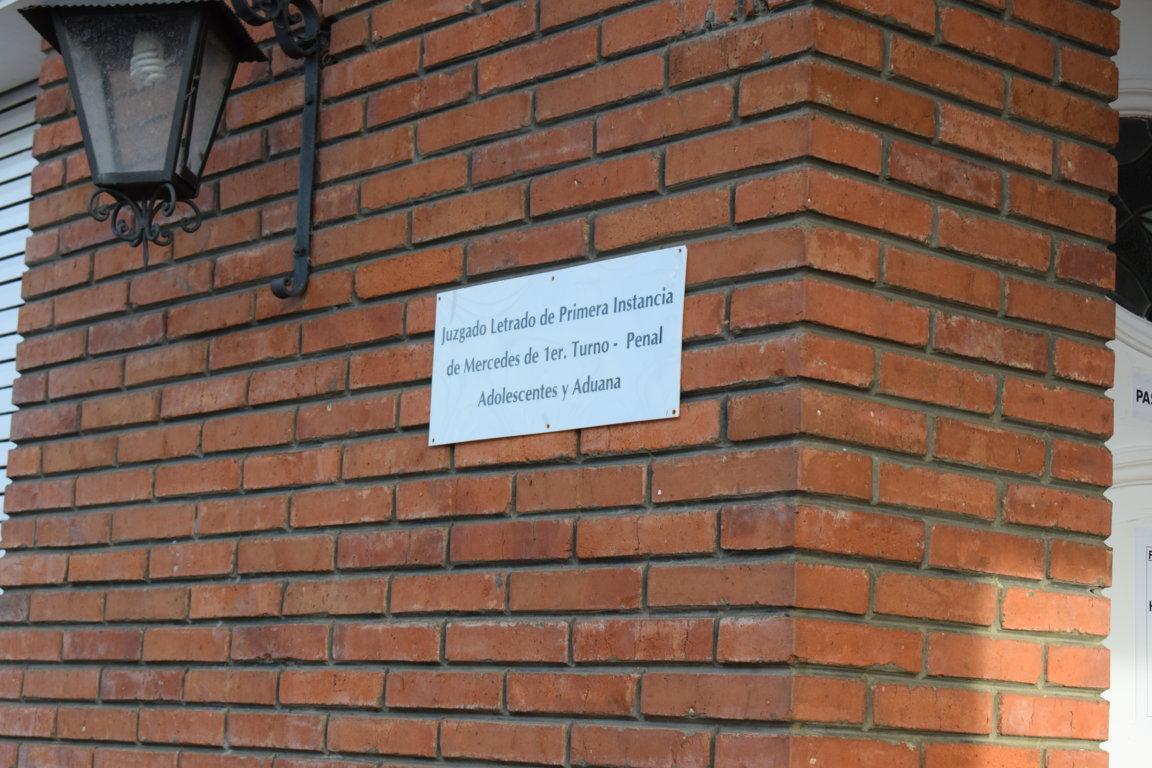 Juzgado Letrado de Primera Instancia
de Mercedes de 1er. Turno - Penal
Adolescentes y Aduana